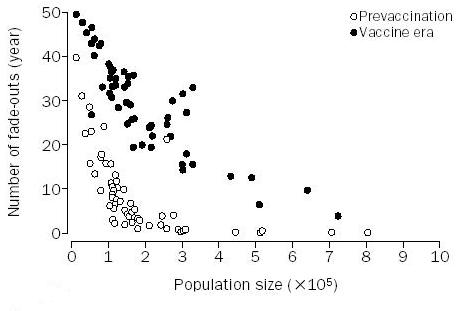 Prevaccination
Vaccine era
50
40
30
20
10
0
Number of fade-outs (year)
0 1 2 3 4 5 6 7 8 9 10
Population size (×10⁵)